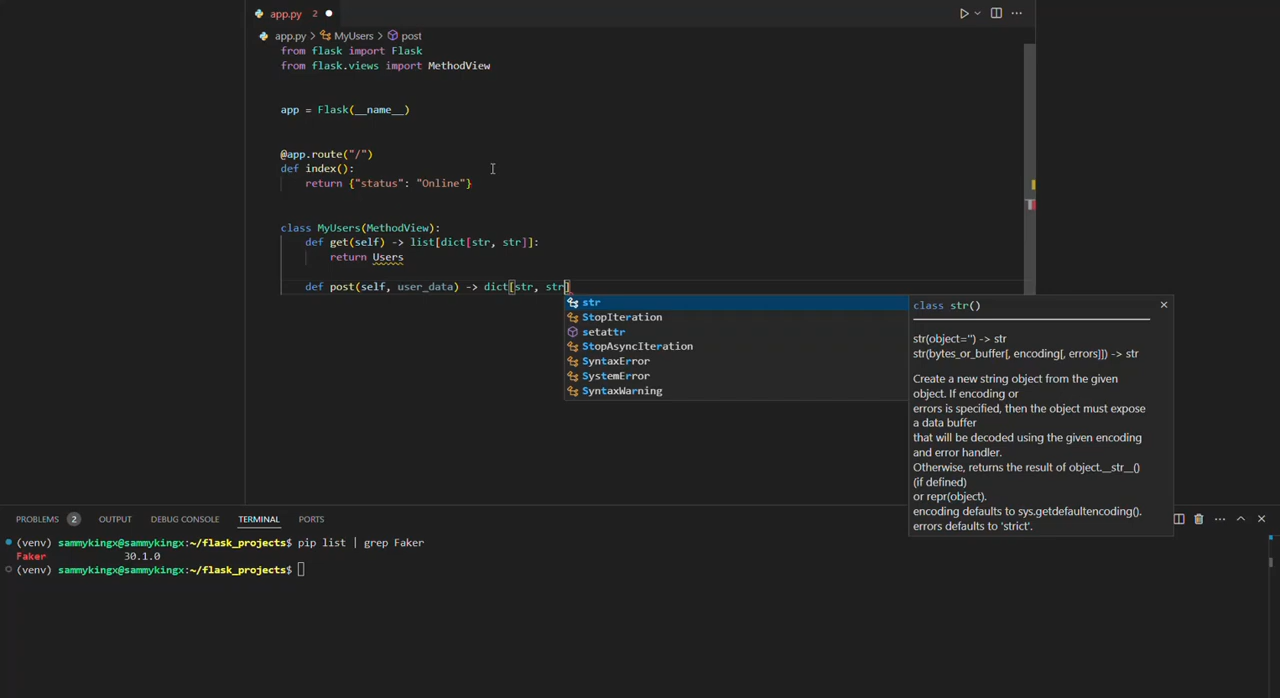 app.py 2
app.py > MyUsers > post
from flask import Flask
from flask.views import MethodView
app = Flask(__name__)
@app.route("/")
def index():
return {"status": "Online"}
class MyUsers(MethodView):
def get(self) -> list[dict[str, str]]:
return Users
def post(self, user_data) -> dict[str, str]
str
StopIteration
setattr
StopAsyncIteration
SyntaxError
SystemError
SyntaxWarning
class str()
str(object='') -> str
str(bytes_or_buffer[, encoding[, errors]]) -> str
Create a new string object from the given
object. If encoding or
errors is specified, then the object must expose
a data buffer
that will be decoded using the given encoding
and error handler.
Otherwise, returns the result of object.__str__()
(if defined)
or repr(object).
encoding defaults to sys.getdefaultencoding().
errors defaults to 'strict'.
PROBLEMS 2 OUTPUT DEBUG CONSOLE TERMINAL PORTS
(venv) sammykingx@sammykingx:~/flask_projects$ pip list | grep Faker
Faker 30.1.0
(venv) sammykingx@sammykingx:~/flask_projects$